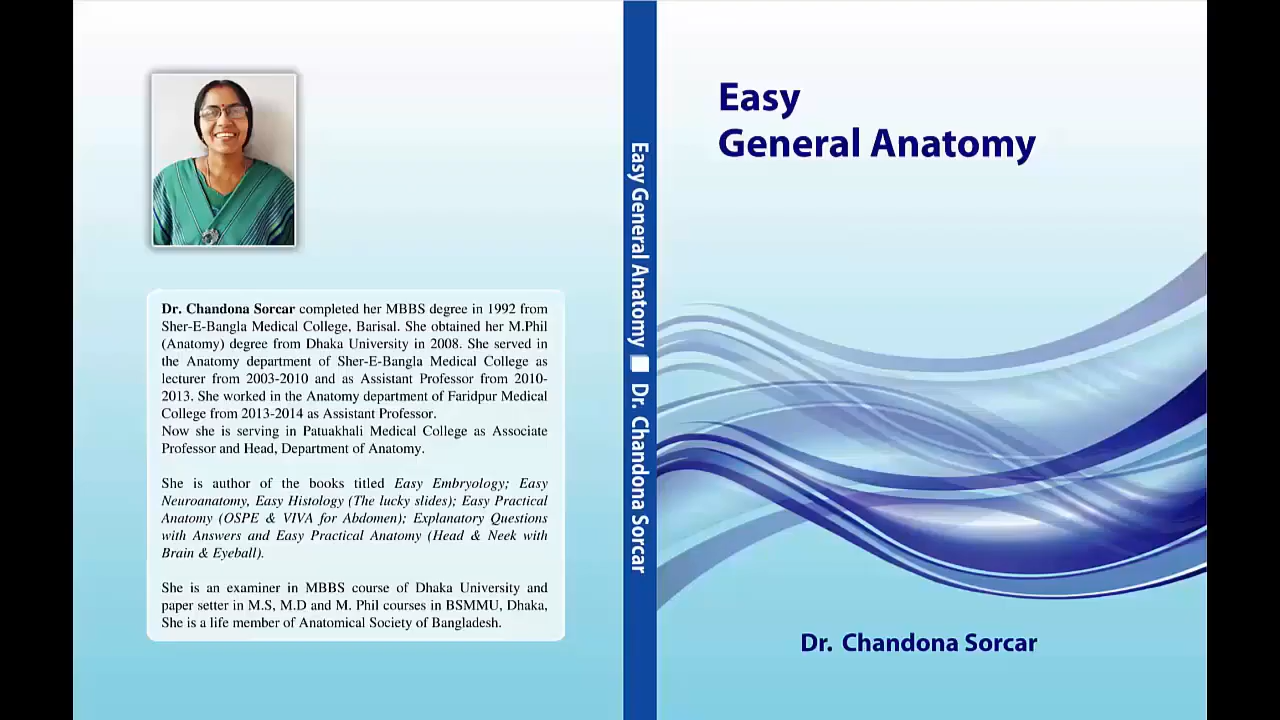 Dr. Chandona Sorcar completed her MBBS degree in 1992 from
Sher-E-Bangla Medical College, Barisal. She obtained her M.Phil
(Anatomy) degree from Dhaka University in 2008. She served in
the Anatomy department of Sher-E-Bangla Medical College as
lecturer from 2003-2010 and as Assistant Professor from 2010-
2013. She worked in the Anatomy department of Faridpur Medical
College from 2013-2014 as Assistant Professor.
Now she is serving in Patuakhali Medical College as Associate
Professor and Head, Department of Anatomy.
She is author of the books titled Easy Embryology; Easy
Neuroanatomy, Easy Histology (The lucky slides); Easy Practical
Anatomy (OSPE & VIVA for Abdomen); Explanatory Questions
with Answers and Easy Practical Anatomy (Head & Neek with
Brain & Eyeball).
She is an examiner in MBBS course of Dhaka University and
paper setter in M.S, M.D and M. Phil courses in BSMMU, Dhaka,
She is a life member of Anatomical Society of Bangladesh.
Easy General Anatomy Dr. Chandona Sorcar
Easy
General Anatomy
Dr. Chandona Sorcar